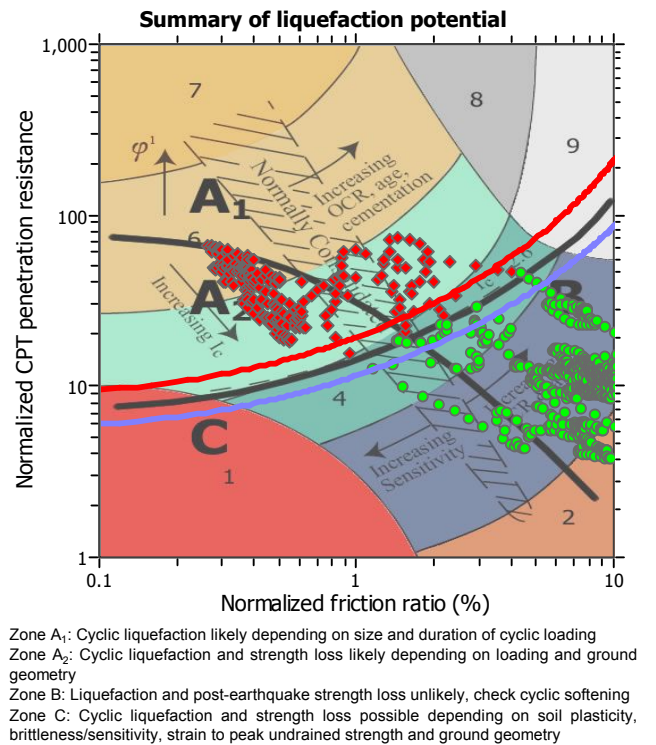 Summary of liquefaction potential
1,000
7
8
9
φ¹
Normally Consolidated
Increasing
OCR, age,
cementation
A₁
100
6
A₂
B
Increasing Ic
10
4
C
Increasing
Sensitivity
1
2
1
0.1
1
10
Normalized CPT penetration resistance
Normalized friction ratio (%)
Zone A₁: Cyclic liquefaction likely depending on size and duration of cyclic loading
Zone A₂: Cyclic liquefaction and strength loss likely depending on loading and ground
geometry
Zone B: Liquefaction and post-earthquake strength loss unlikely, check cyclic softening
Zone C: Cyclic liquefaction and strength loss possible depending on soil plasticity,
brittleness/sensitivity, strain to peak undrained strength and ground geometry